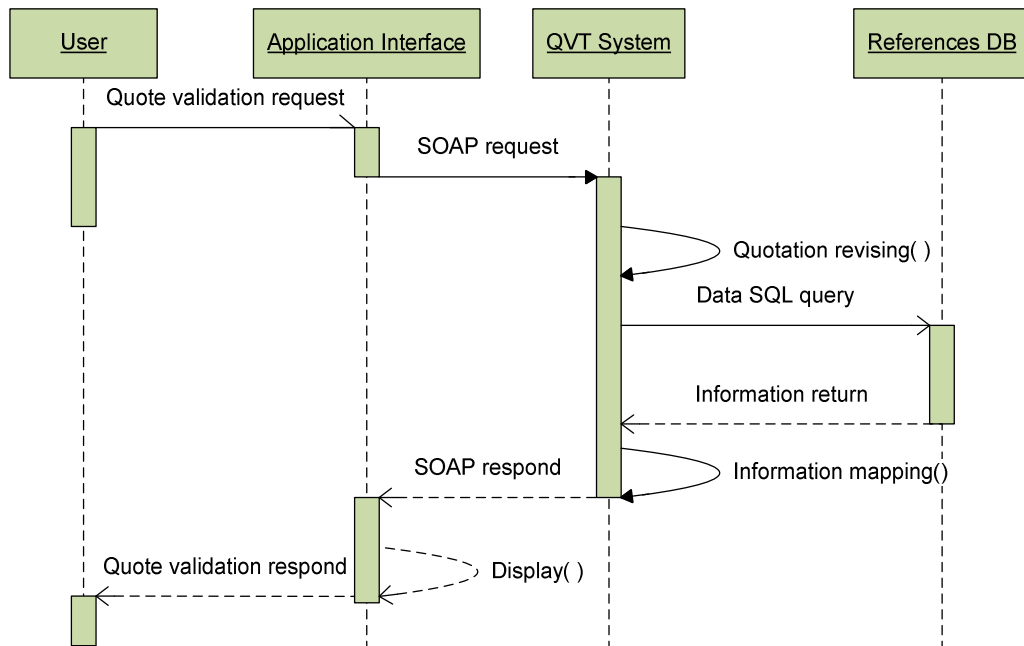 User
Application Interface
QVT System
References DB
Quote validation request
SOAP request
Quotation revising( )
Data SQL query
Information return
SOAP respond
Information mapping()
Quote validation respond
Display( )